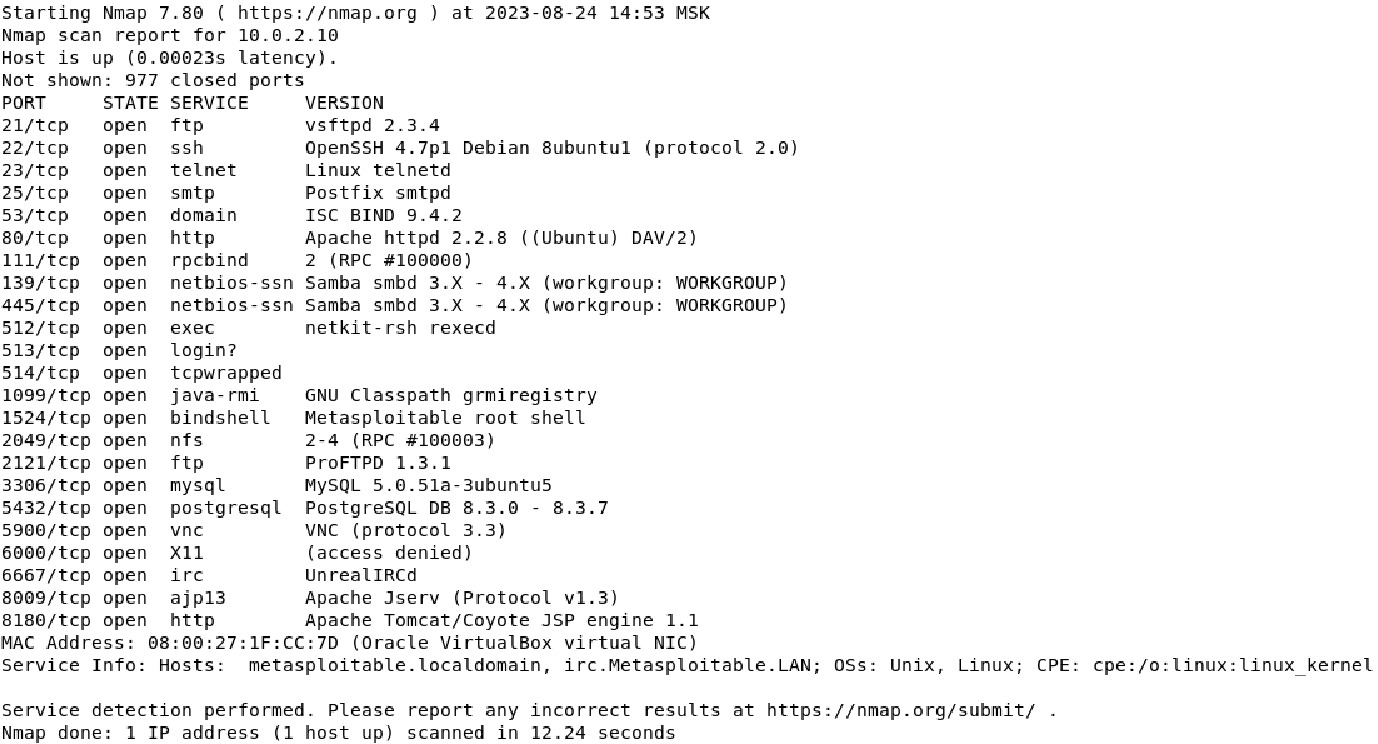 Starting Nmap 7.80 ( https://nmap.org ) at 2023-08-24 14:53 MSK
Nmap scan report for 10.0.2.10
Host is up (0.00023s latency).
Not shown: 977 closed ports
PORT     STATE SERVICE     VERSION
21/tcp   open  ftp         vsftpd 2.3.4
22/tcp   open  ssh         OpenSSH 4.7p1 Debian 8ubuntu1 (protocol 2.0)
23/tcp   open  telnet      Linux telnetd
25/tcp   open  smtp        Postfix smtpd
53/tcp   open  domain      ISC BIND 9.4.2
80/tcp   open  http        Apache httpd 2.2.8 ((Ubuntu) DAV/2)
111/tcp  open  rpcbind     2 (RPC #100000)
139/tcp  open  netbios-ssn Samba smbd 3.X - 4.X (workgroup: WORKGROUP)
445/tcp  open  netbios-ssn Samba smbd 3.X - 4.X (workgroup: WORKGROUP)
512/tcp  open  exec        netkit-rsh rexecd
513/tcp  open  login?
514/tcp  open  tcpwrapped
1099/tcp open  java-rmi    GNU Classpath grmiregistry
1524/tcp open  bindshell   Metasploitable root shell
2049/tcp open  nfs         2-4 (RPC #100003)
2121/tcp open  ftp         ProFTPD 1.3.1
3306/tcp open  mysql       MySQL 5.0.51a-3ubuntu5
5432/tcp open  postgresql  PostgreSQL DB 8.3.0 - 8.3.7
5900/tcp open  vnc         VNC (protocol 3.3)
6000/tcp open  X11         (access denied)
6667/tcp open  irc         UnrealIRCd
8009/tcp open  ajp13       Apache Jserv (Protocol v1.3)
8180/tcp open  http        Apache Tomcat/Coyote JSP engine 1.1
MAC Address: 08:00:27:1F:CC:7D (Oracle VirtualBox virtual NIC)
Service Info: Hosts:  metasploitable.localdomain, irc.Metasploitable.LAN; OSs: Unix, Linux; CPE: cpe:/o:linux:linux_kernel

Service detection performed. Please report any incorrect results at https://nmap.org/submit/ .
Nmap done: 1 IP address (1 host up) scanned in 12.24 seconds